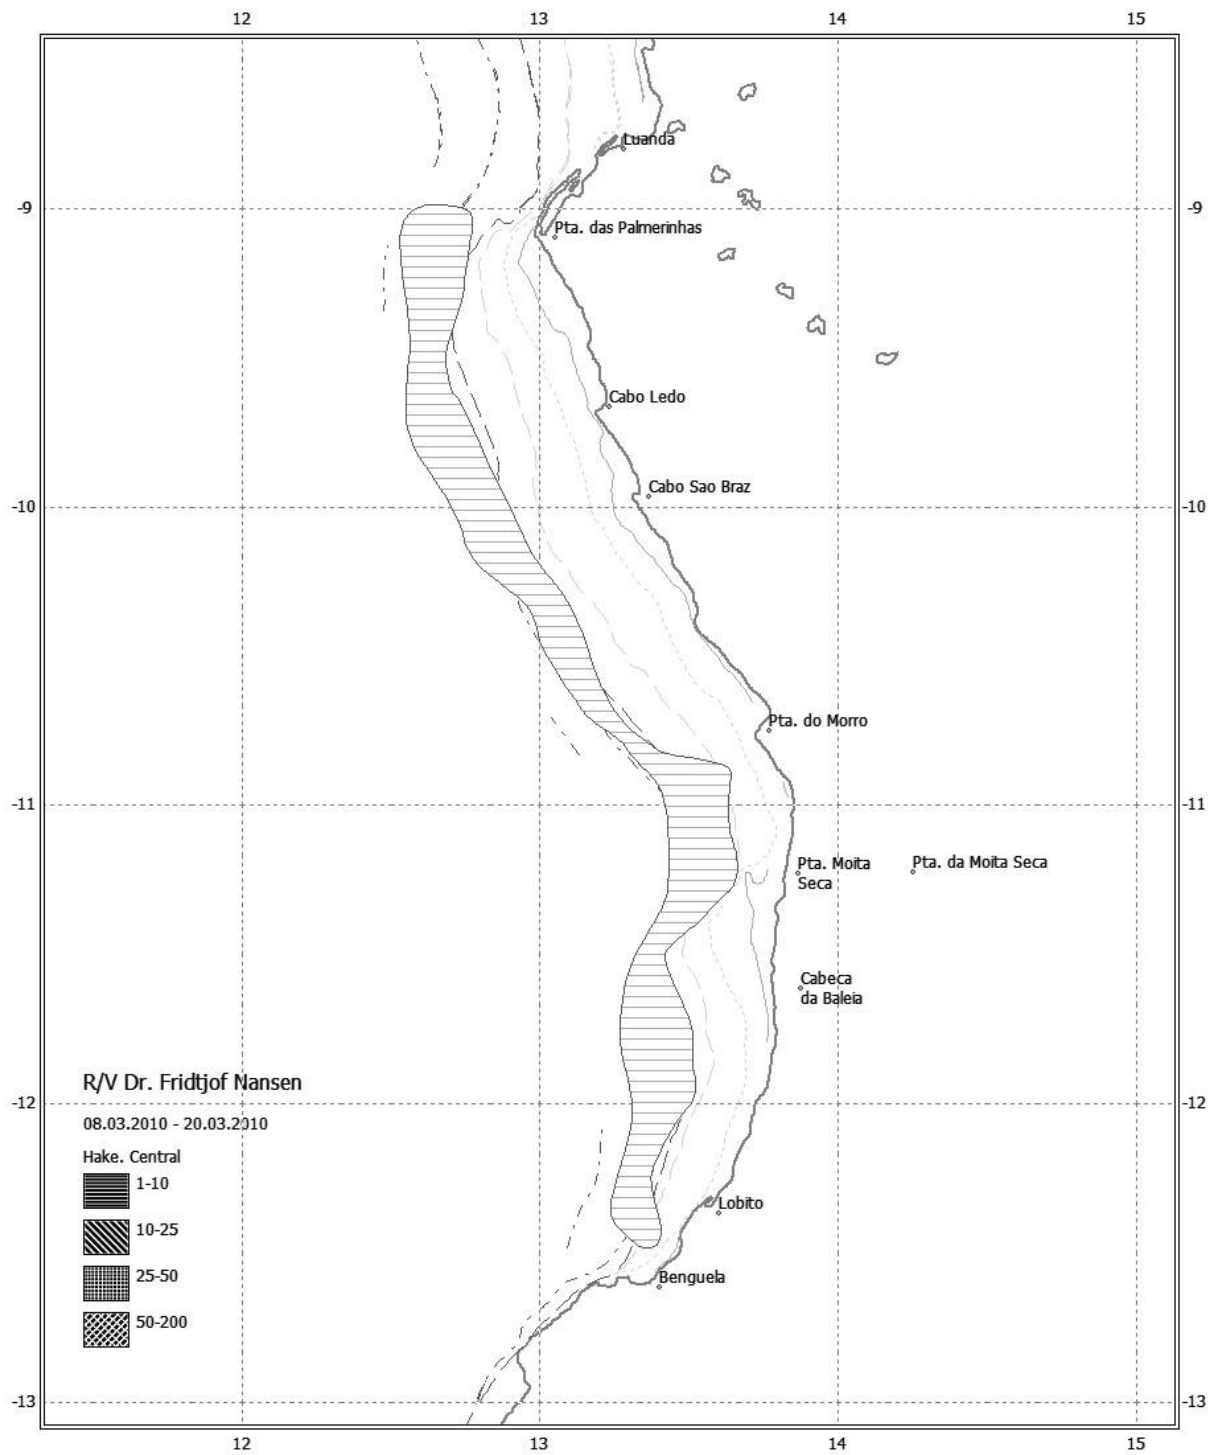 12 13 14 15
Luanda
-9 -9
Pta. das Palmerinhas
Cabo Ledo
Cabo Sao Braz
-10 -10
Pta. do Morro
-11 -11
Pta. Moita
Seca
Pta. da Moita Seca
Cabeca
da Baleia
R/V Dr. Fridtjof Nansen
-12 -12
08.03.2010 - 20.03.2010
Hake. Central
1-10
10-25
25-50
50-200
Lobito
Benguela
-13 -13
12 13 14 15